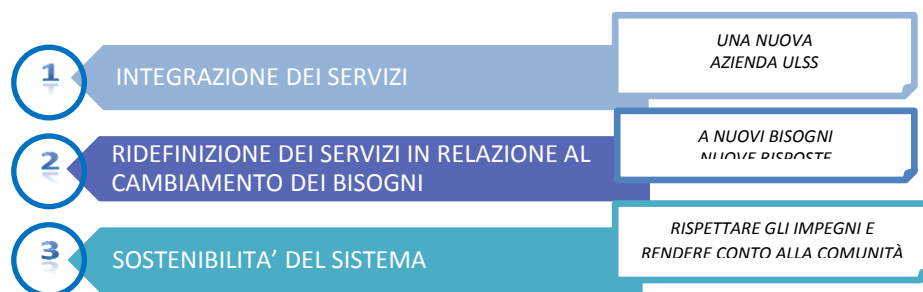 1
INTEGRAZIONE DEI SERVIZI
UNA NUOVA
AZIENDA ULSS
2
RIDEFINIZIONE DEI SERVIZI IN RELAZIONE AL
CAMBIAMENTO DEI BISOGNI
A NUOVI BISOGNI
NUOVE RISPOSTE
3
SOSTENIBILITA’ DEL SISTEMA
RISPETTARE GLI IMPEGNI E
RENDERE CONTO ALLA COMUNITÀ